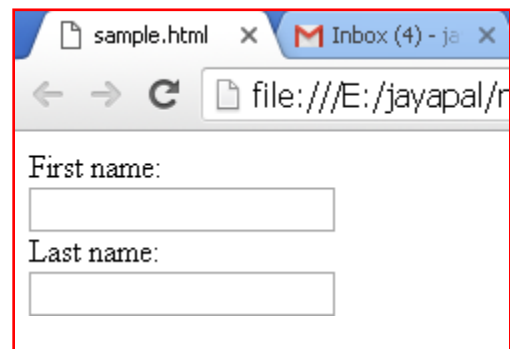 sample.html
Inbox (4) - ja
file:///E:/jayapal/
First name:
Last name: